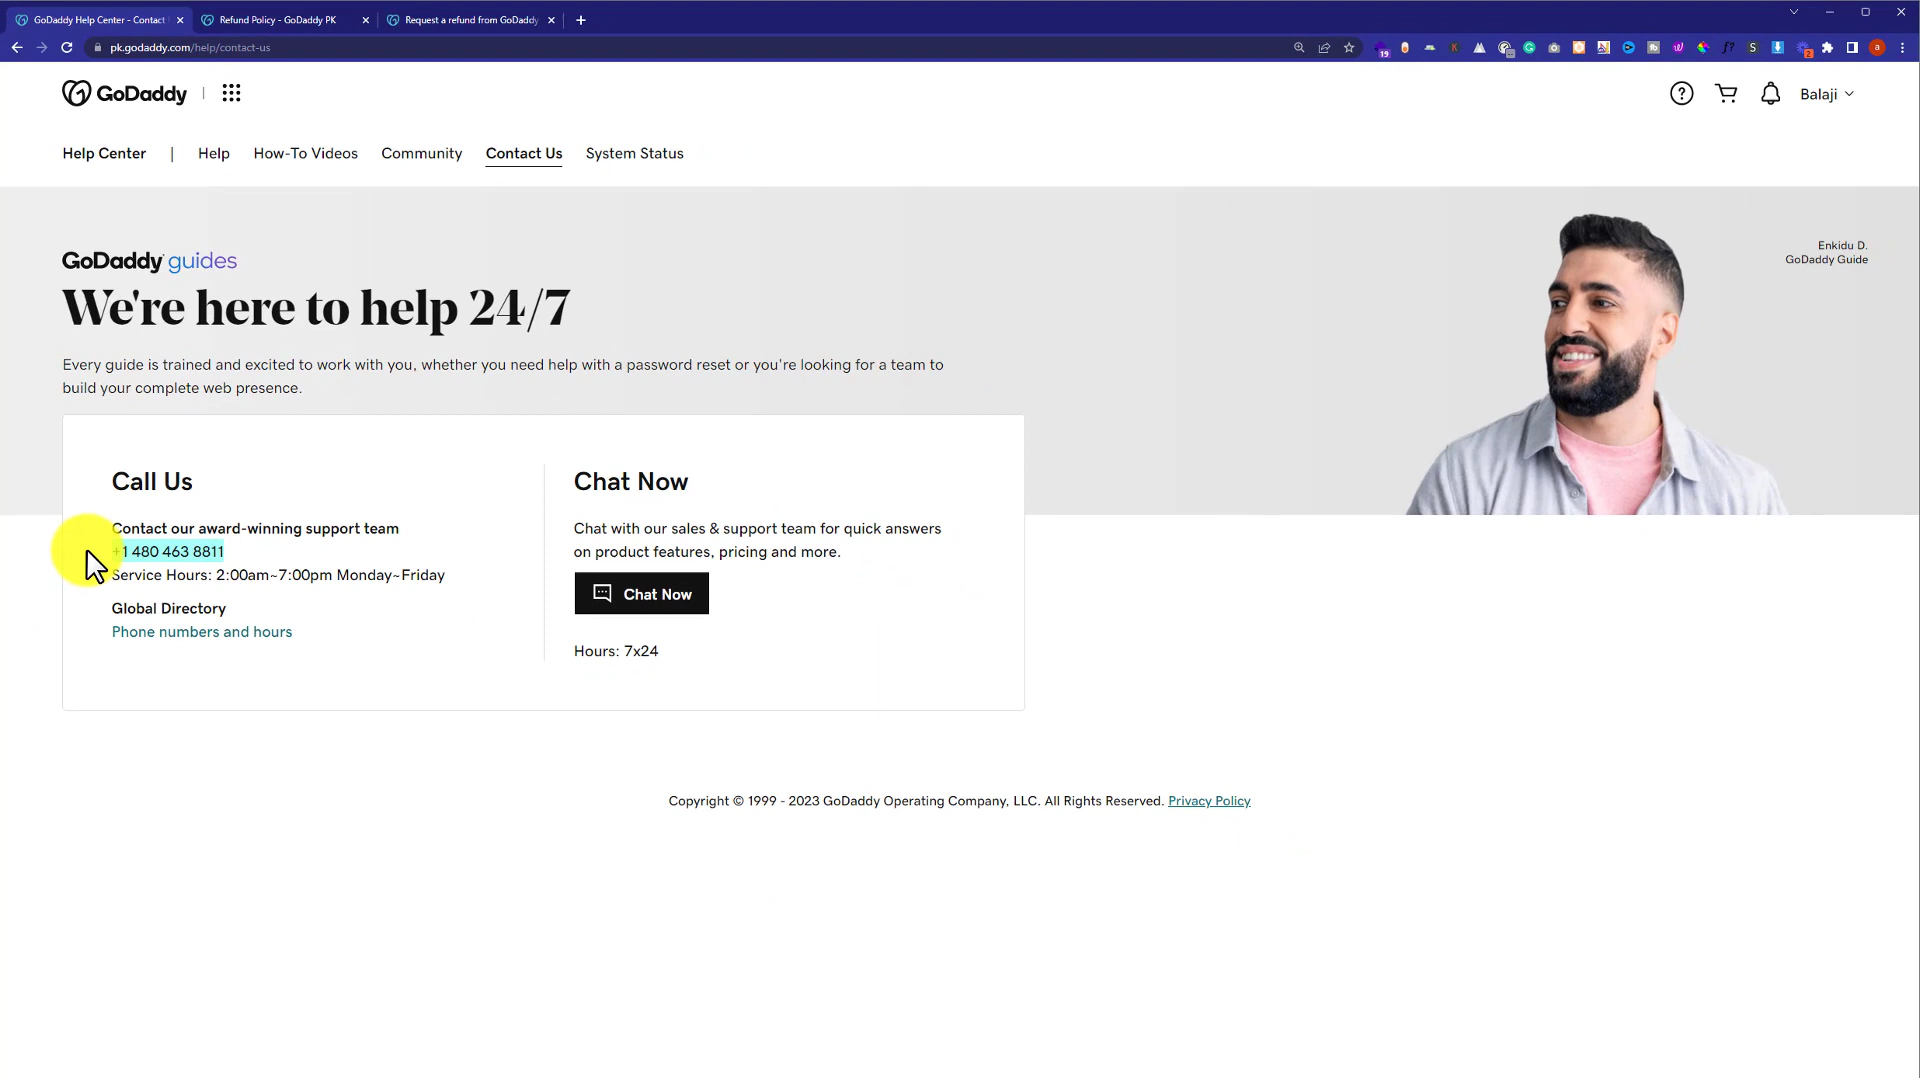 GoDaddy Help Center - Contact
Refund Policy - GoDaddy PK
Request a refund from GoDaddy
pk.godaddy.com/help/contact-us
GoDaddy
Balaji
Help Center | Help How-To Videos Community Contact Us System Status
Enkidu D.
GoDaddy Guide
GoDaddy guides
We're here to help 24/7
Every guide is trained and excited to work with you, whether you need help with a password reset or you're looking for a team to
build your complete web presence.
Call Us
Contact our award-winning support team
+1 480 463 8811
Service Hours: 2:00am~7:00pm Monday~Friday
Global Directory
Phone numbers and hours
Chat Now
Chat with our sales & support team for quick answers
on product features, pricing and more.
Chat Now
Hours: 7x24
Copyright © 1999 - 2023 GoDaddy Operating Company, LLC. All Rights Reserved. Privacy Policy